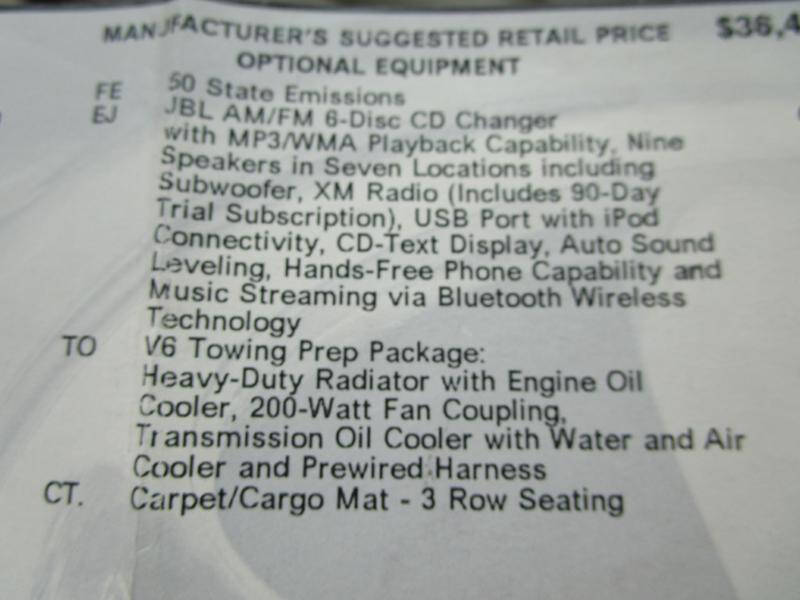 MANUFACTURER'S SUGGESTED RETAIL PRICE $36,4
OPTIONAL EQUIPMENT
FE 50 State Emissions
EJ JBL AM/FM 6-Disc CD Changer
with MP3/WMA Playback Capability, Nine
Speakers in Seven Locations including
Subwoofer, XM Radio (Includes 90-Day
Trial Subscription), USB Port with iPod
Connectivity, CD-Text Display, Auto Sound
Leveling, Hands-Free Phone Capability and
Music Streaming via Bluetooth Wireless
Technology
TO V6 Towing Prep Package:
Heavy-Duty Radiator with Engine Oil
Cooler, 200-Watt Fan Coupling,
Transmission Oil Cooler with Water and Air
Cooler and Prewired Harness
CT. Carpet/Cargo Mat - 3 Row Seating